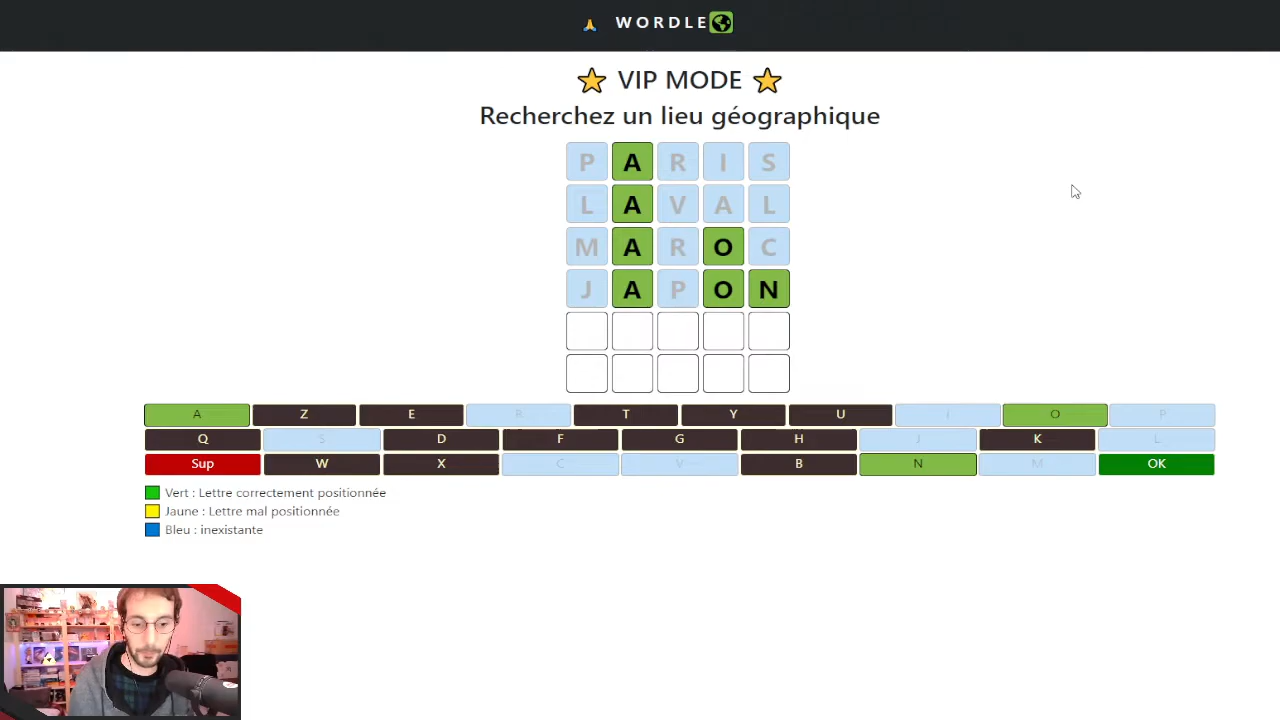 WORDLE
VIP MODE
Recherchez un lieu géographique
P A R I S
L A V A L
M A R O C
J A P O N
A Z E R T Y U I O P
Q S D F G H J K L
Sup W X C V B N M OK
Vert : Lettre correctement positionnée
Jaune : Lettre mal positionnée
Bleu : inexistante